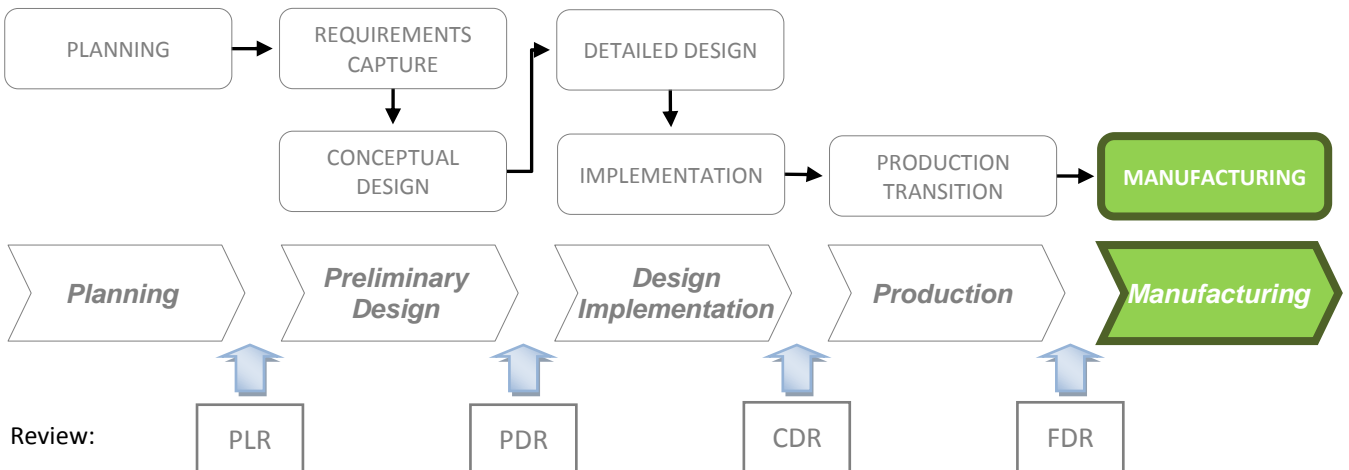 PLANNING
REQUIREMENTS
CAPTURE
DETAILED DESIGN
CONCEPTUAL
DESIGN
IMPLEMENTATION
PRODUCTION
TRANSITION
MANUFACTURING
Planning
Preliminary
Design
Design
Implementation
Production
Manufacturing
Review:
PLR
PDR
CDR
FDR